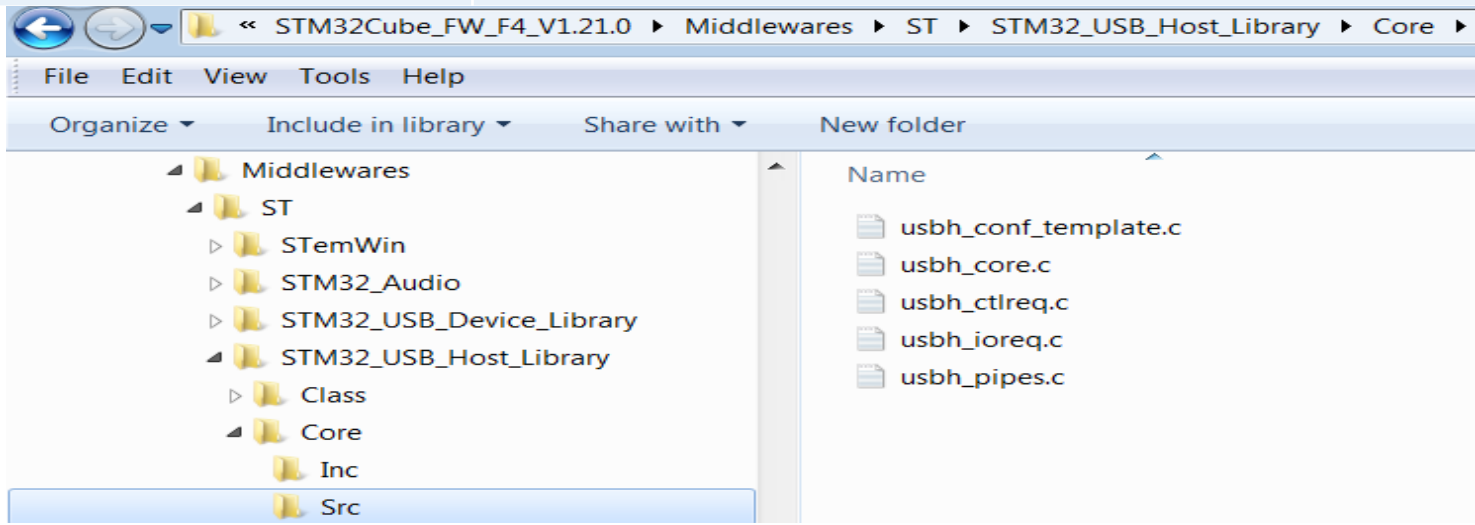 « STM32Cube_FW_F4_V1.21.0 ▸ Middlewares ▸ ST ▸ STM32_USB_Host_Library ▸ Core ▸
File Edit View Tools Help
Organize Include in library Share with New folder
Middlewares
ST
STemWin
STM32_Audio
STM32_USB_Device_Library
STM32_USB_Host_Library
Class
Core
Inc
Src
Name
usbh_conf_template.c
usbh_core.c
usbh_ctlreq.c
usbh_ioreq.c
usbh_pipes.c